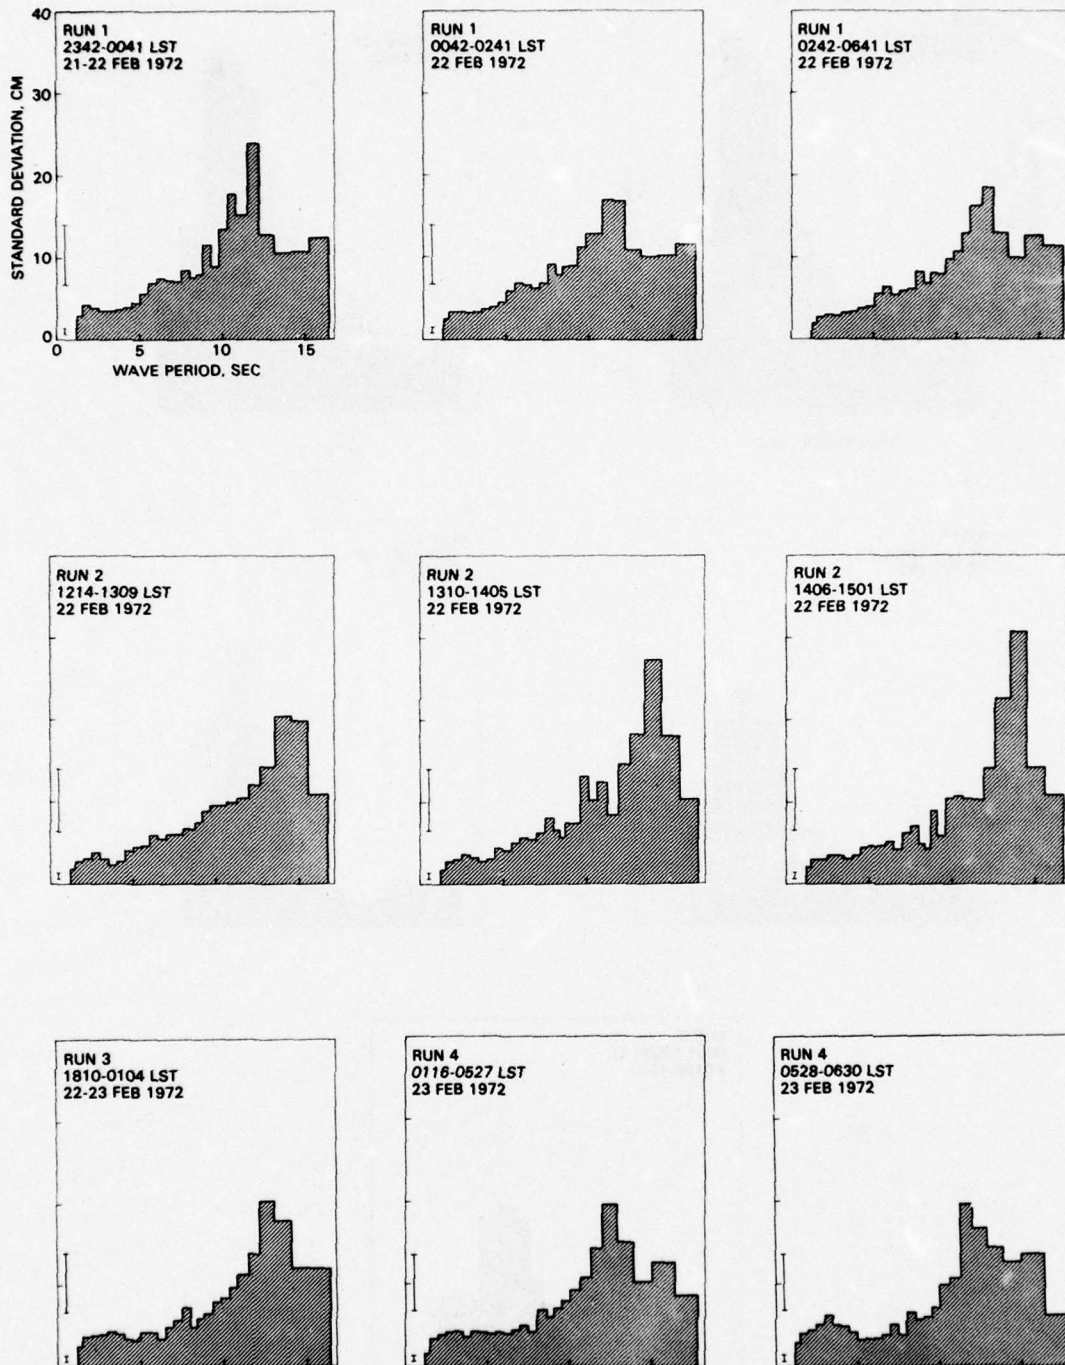 40
30
20
10
0
STANDARD DEVIATION, CM
RUN 1
2342-0041 LST
21-22 FEB 1972
0 5 10 15
WAVE PERIOD, SEC
RUN 1
0042-0241 LST
22 FEB 1972
RUN 1
0242-0641 LST
22 FEB 1972
RUN 2
1214-1309 LST
22 FEB 1972
RUN 2
1310-1405 LST
22 FEB 1972
RUN 2
1406-1501 LST
22 FEB 1972
RUN 3
1810-0104 LST
22-23 FEB 1972
RUN 4
0116-0527 LST
23 FEB 1972
RUN 4
0528-0630 LST
23 FEB 1972